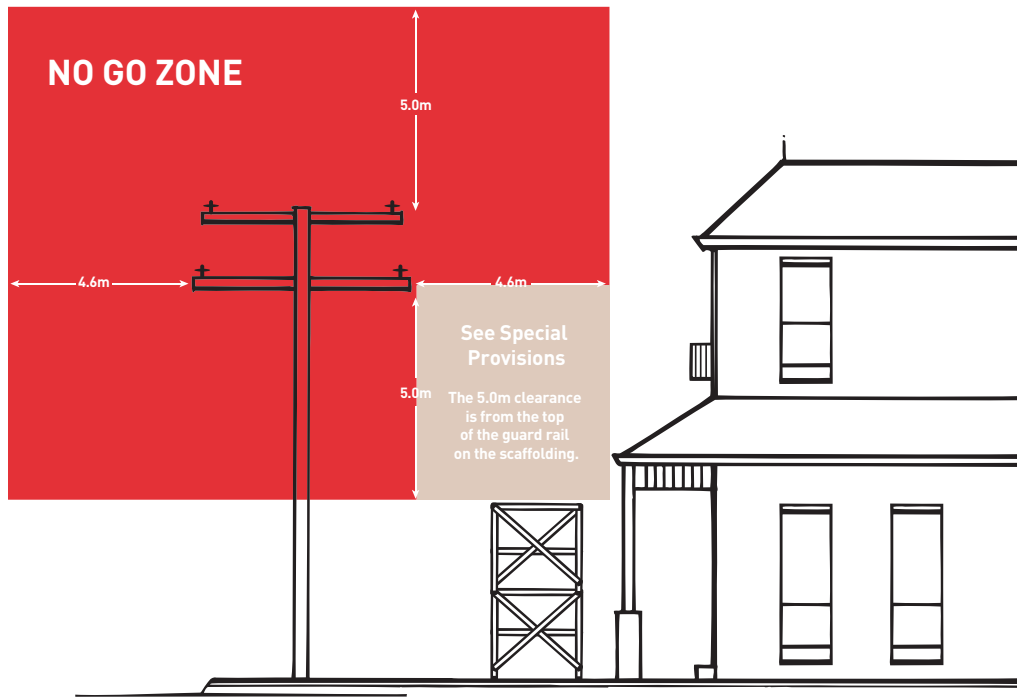 NO GO ZONE
5.0m
4.6m
4.6m
See Special
Provisions
5.0m
The 5.0m clearance
is from the top
of the guard rail
on the scaffolding.